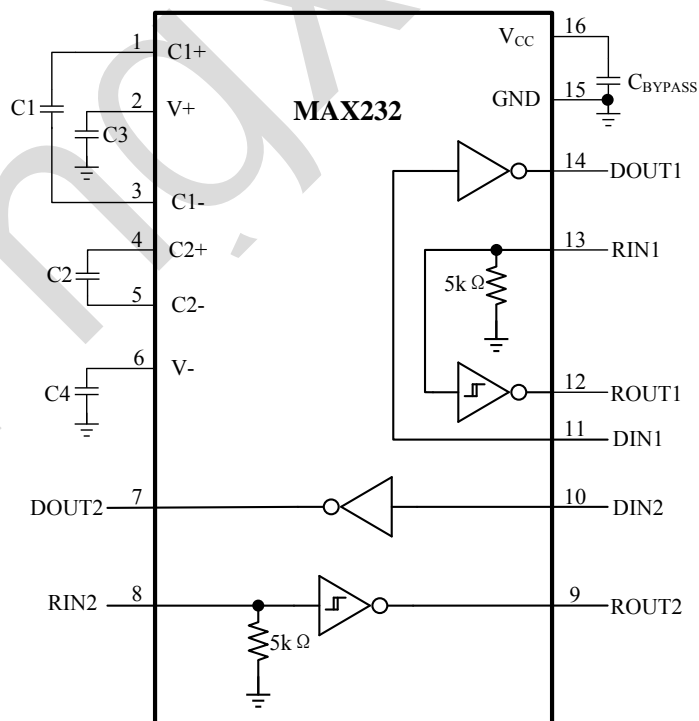 MAX232
1
C1+
C1
2
V+
C3
3
C1-
4
C2+
C2
5
C2-
6
V-
C4
16
VCC
CBYPASS
15
GND
14
DOUT1
13
RIN1
5k Ω
12
ROUT1
11
DIN1
DOUT2
7
10
DIN2
RIN2
8
5k Ω
9
ROUT2